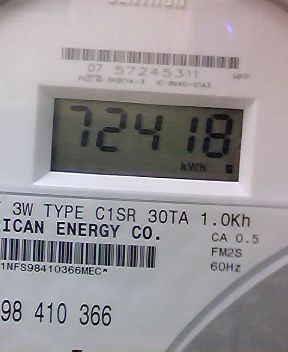 07 57245311
72418
kWh
3W TYPE C1SR 30TA 1.0Kh
RICAN ENERGY CO.
CA 0.5
FM2S
60Hz
1NFS98410366MEC*
98 410 366